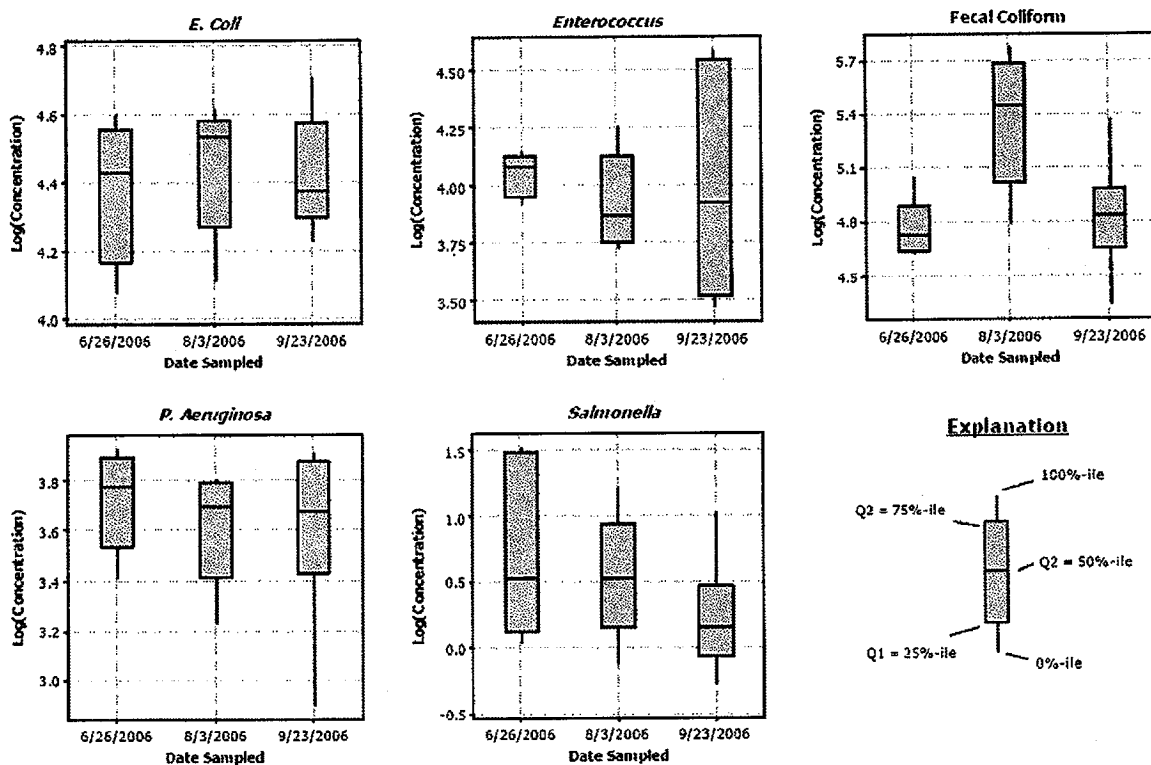 E. Coli
Log(Concentration)
4.8
4.6
4.4
4.2
4.0
6/26/2006 8/3/2006 9/23/2006
Date Sampled
Enterococcus
Log(Concentration)
4.50
4.25
4.00
3.75
3.50
6/26/2006 8/3/2006 9/23/2006
Date Sampled
Fecal Coliform
Log(Concentration)
5.7
5.4
5.1
4.8
4.5
6/26/2006 8/3/2006 9/23/2006
Date Sampled
P. Aeruginosa
Log(Concentration)
3.8
3.6
3.4
3.2
3.0
6/26/2006 8/3/2006 9/23/2006
Date Sampled
Salmonella
Log(Concentration)
1.5
1.0
0.5
0.0
-0.5
6/26/2006 8/3/2006 9/23/2006
Date Sampled
Explanation
100%-ile
Q2 = 75%-ile
Q2 = 50%-ile
Q1 = 25%-ile
0%-ile